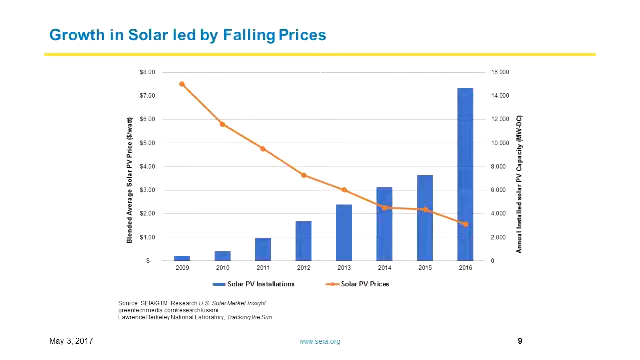 Growth in Solar led by Falling Prices
$8.00
$7.00
$6.00
$5.00
$4.00
$3.00
$2.00
$1.00
$-
Blended Average Solar PV Price ($/watt)
16,000
14,000
12,000
10,000
8,000
6,000
4,000
2,000
0
Annual Installed solar PV Capacity (MW-DC)
2009 2010 2011 2012 2013 2014 2015 2016
Solar PV Installations Solar PV Prices
Source: SEIA/GTM Research U.S. Solar Market Insight
greentechmedia.com/research/ussmi
Lawrence Berkeley National Laboratory, Tracking the Sun
May 3, 2017 www.seia.org 9